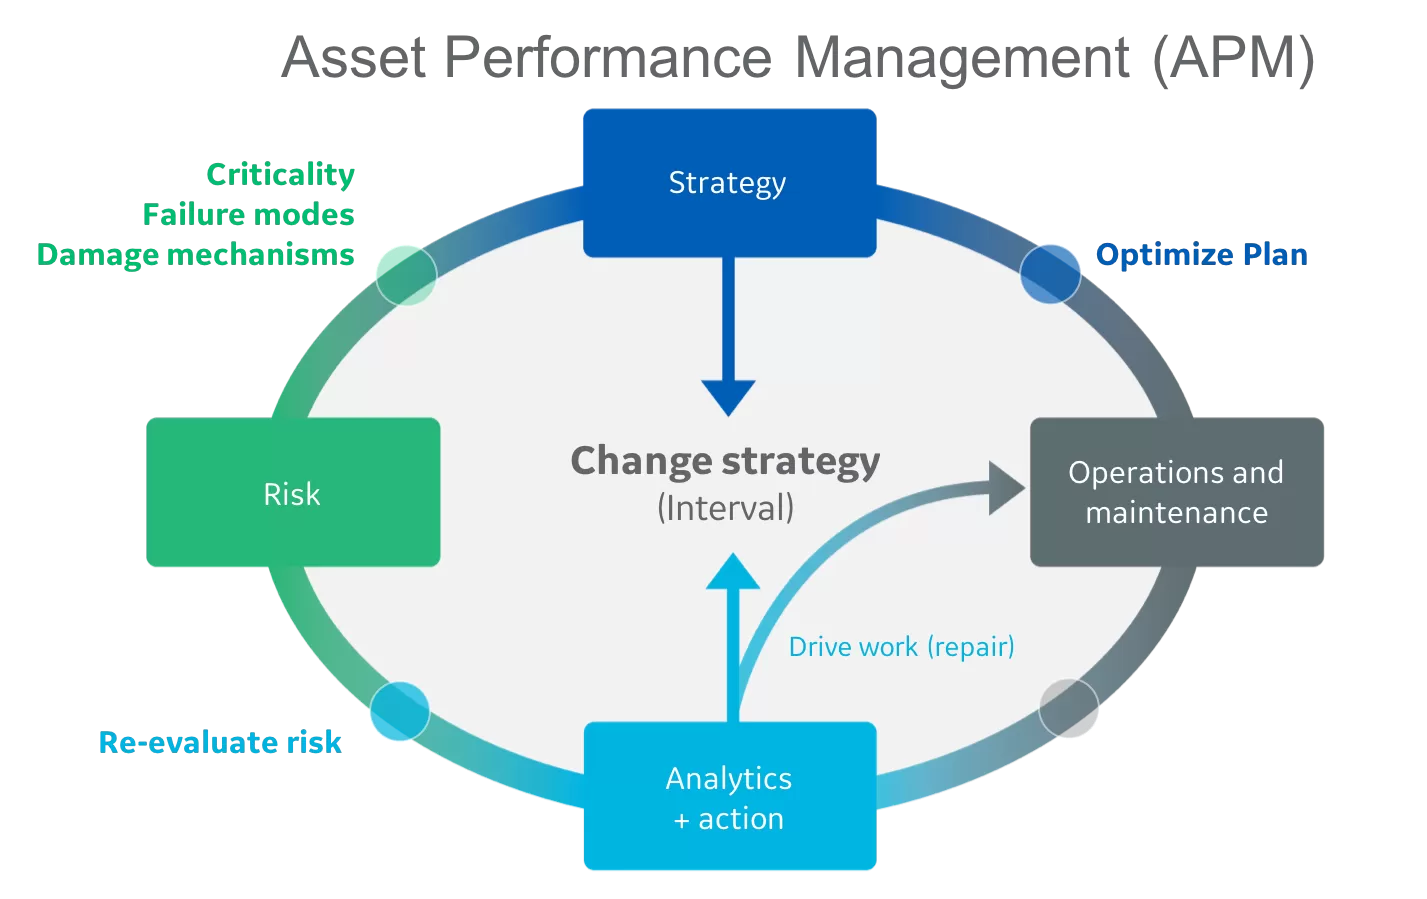 Asset Performance Management (APM)
Strategy
Criticality
Failure modes
Damage mechanisms
Optimize Plan
Change strategy
(Interval)
Risk
Operations and
maintenance
Drive work (repair)
Re-evaluate risk
Analytics
+ action